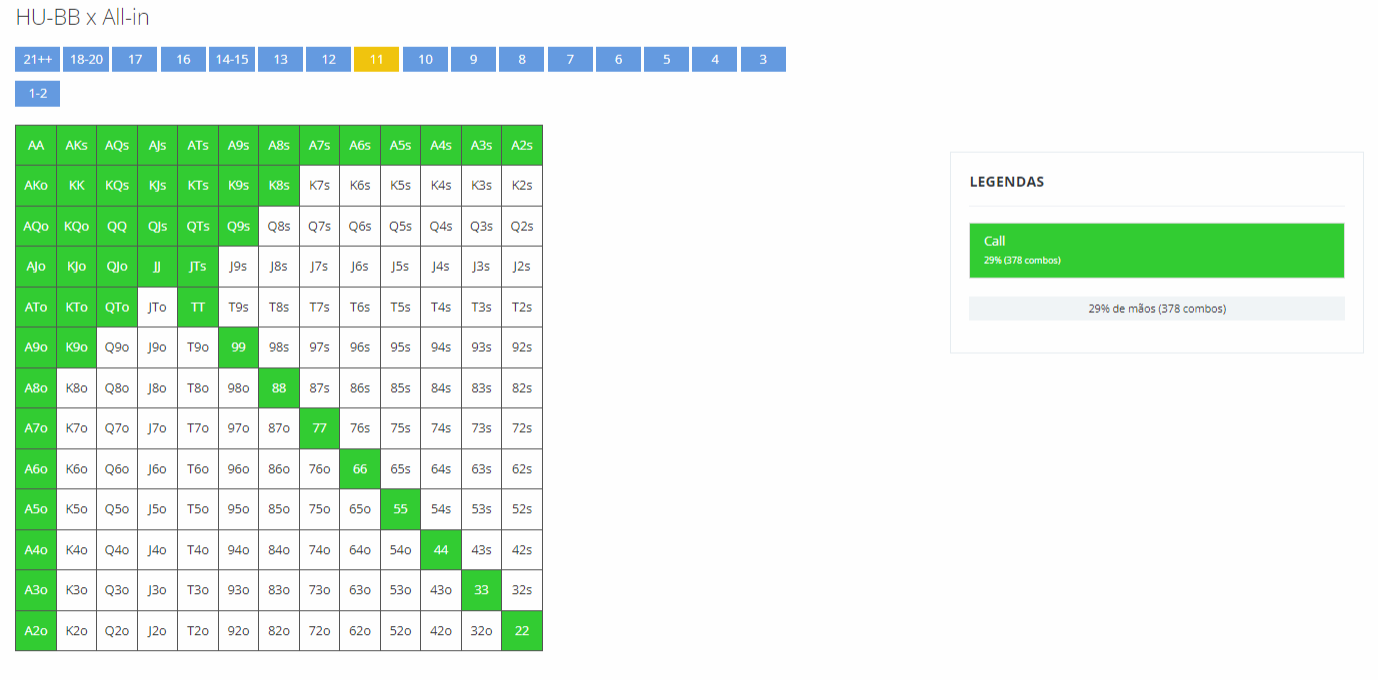 HU-BB x All-in
21++ 18-20 17 16 14-15 13 12 11 10 9 8 7 6 5 4 3
1-2
AA AKs AQs AJs ATs A9s A8s A7s A6s A5s A4s A3s A2s
AKo KK KQs KJs KTs K9s K8s K7s K6s K5s K4s K3s K2s
AQo KQo QQ QJs QTs Q9s Q8s Q7s Q6s Q5s Q4s Q3s Q2s
AJo KJo QJo JJ JTs J9s J8s J7s J6s J5s J4s J3s J2s
ATo KTo QTo JTo TT T9s T8s T7s T6s T5s T4s T3s T2s
A9o K9o Q9o J9o T9o 99 98s 97s 96s 95s 94s 93s 92s
A8o K8o Q8o J8o T8o 98o 88 87s 86s 85s 84s 83s 82s
A7o K7o Q7o J7o T7o 97o 87o 77 76s 75s 74s 73s 72s
A6o K6o Q6o J6o T6o 96o 86o 76o 66 65s 64s 63s 62s
A5o K5o Q5o J5o T5o 95o 85o 75o 65o 55 54s 53s 52s
A4o K4o Q4o J4o T4o 94o 84o 74o 64o 54o 44 43s 42s
A3o K3o Q3o J3o T3o 93o 83o 73o 63o 53o 43o 33 32s
A2o K2o Q2o J2o T2o 92o 82o 72o 62o 52o 42o 32o 22
LEGENDAS
Call
29% (378 combos)
29% de mãos (378 combos)